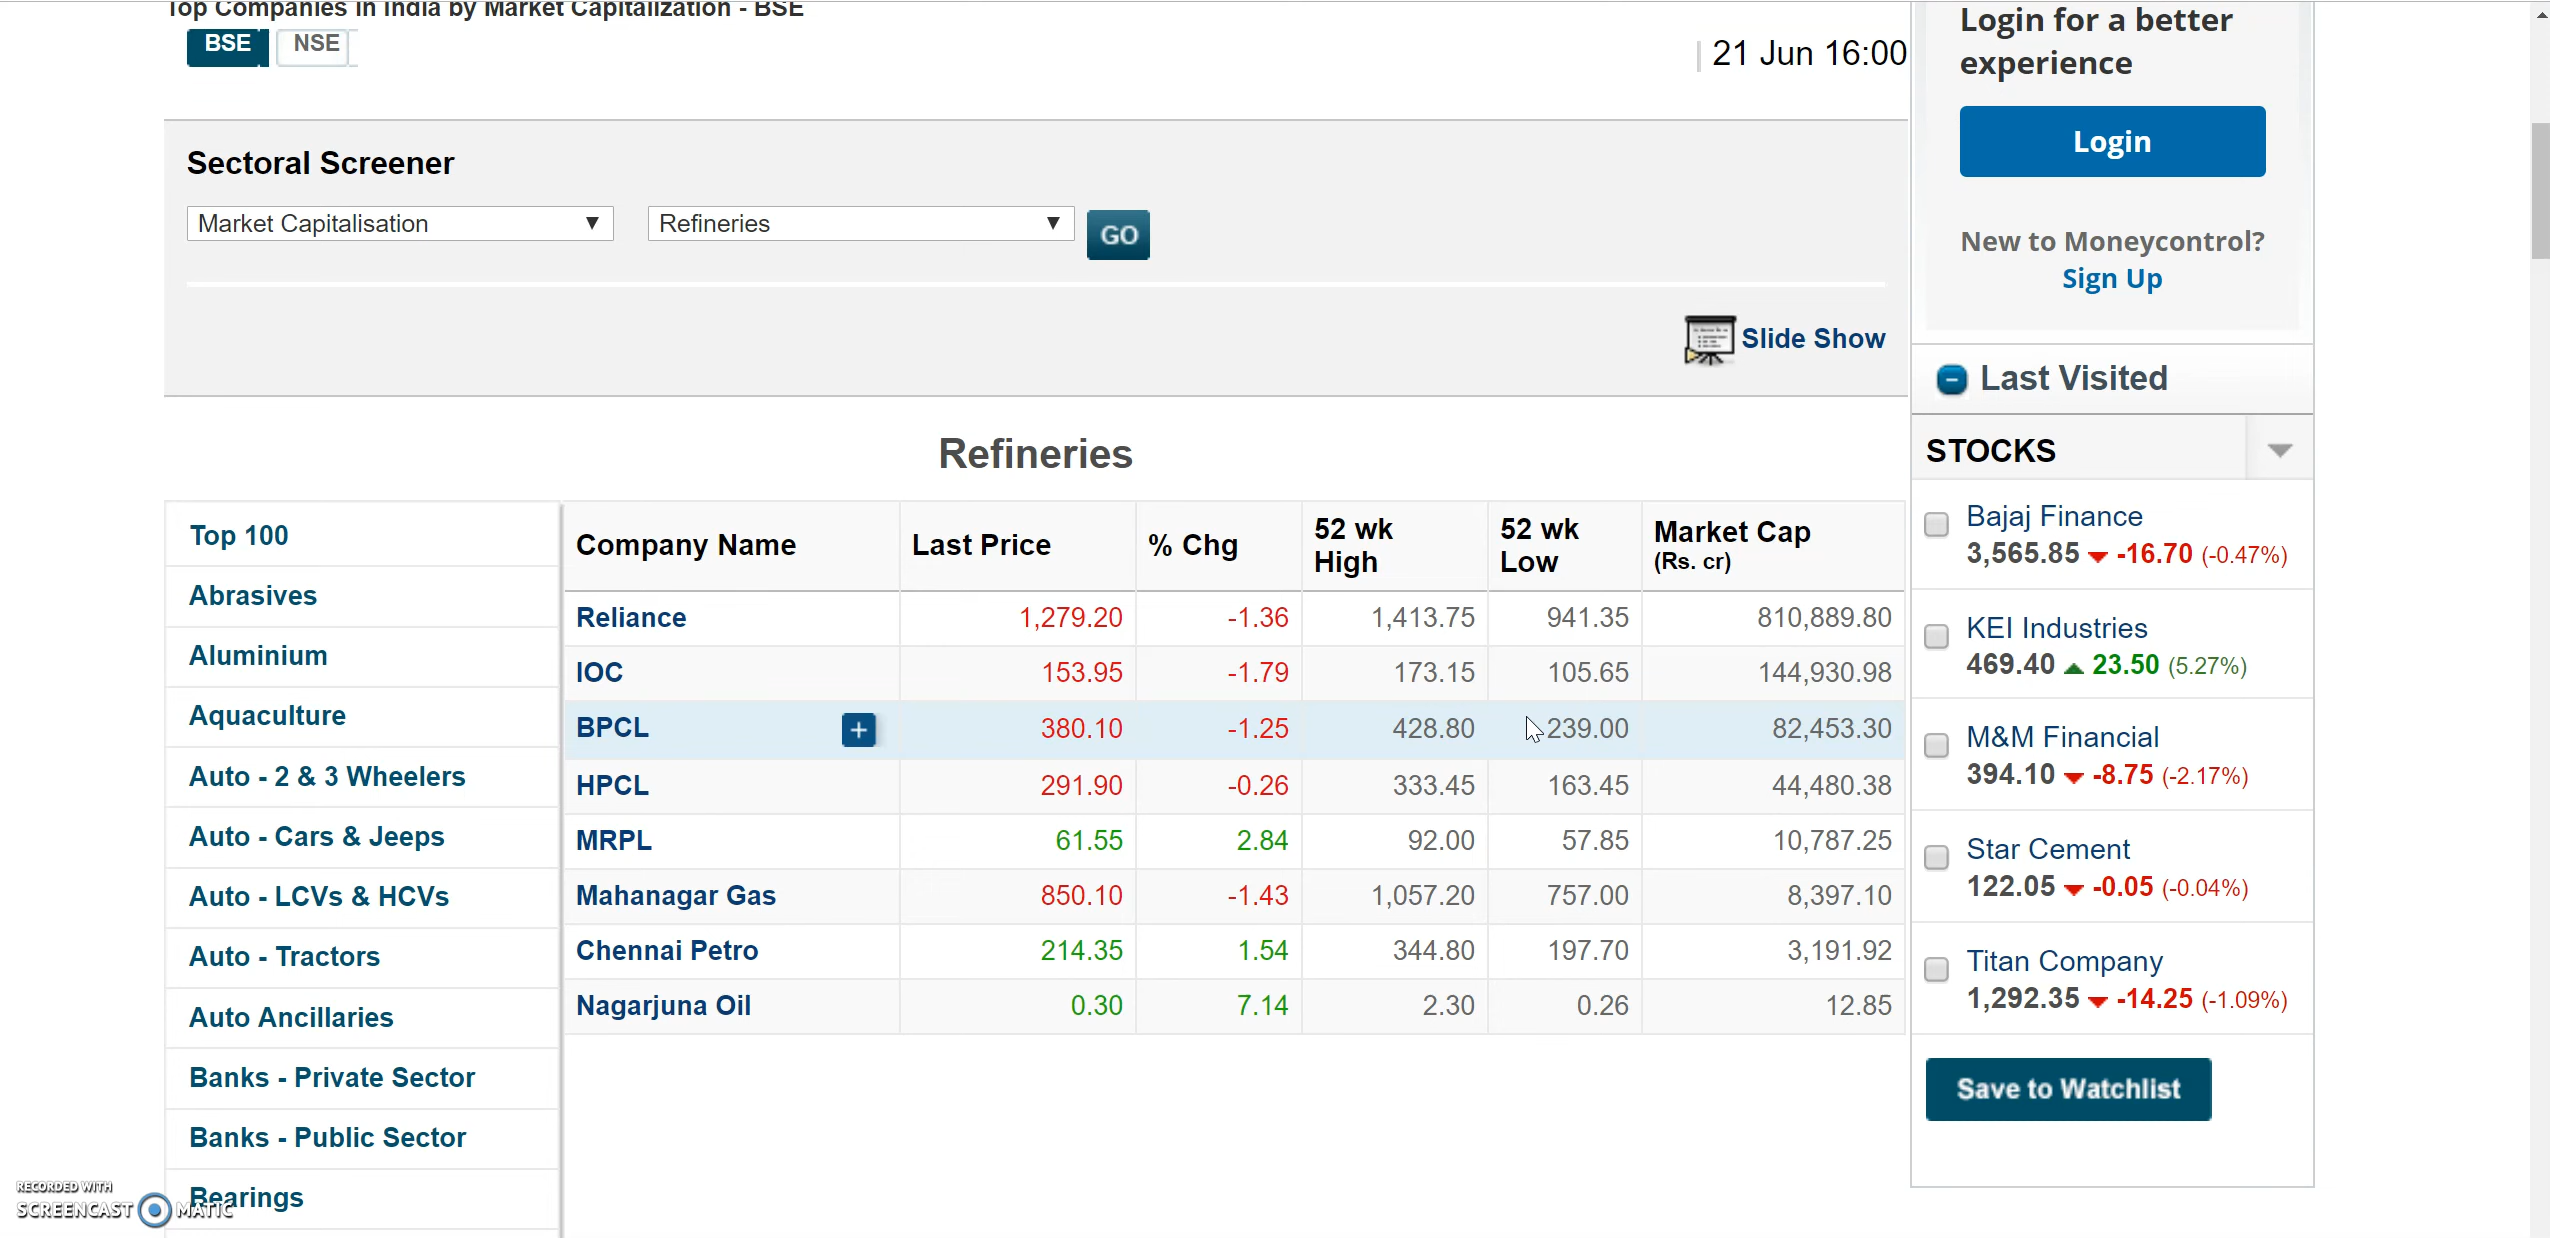 Top Companies in India by Market Capitalization - BSE
BSE NSE
21 Jun 16:00
Sectoral Screener
Market Capitalisation ▼ Refineries ▼ GO
Slide Show
Refineries
Top 100
Abrasives
Aluminium
Aquaculture
Auto - 2 & 3 Wheelers
Auto - Cars & Jeeps
Auto - LCVs & HCVs
Auto - Tractors
Auto Ancillaries
Banks - Private Sector
Banks - Public Sector
Bearings
Company Name Last Price % Chg 52 wk High 52 wk Low Market Cap (Rs. cr)
Reliance 1,279.20 -1.36 1,413.75 941.35 810,889.80
IOC 153.95 -1.79 173.15 105.65 144,930.98
BPCL + 380.10 -1.25 428.80 239.00 82,453.30
HPCL 291.90 -0.26 333.45 163.45 44,480.38
MRPL 61.55 2.84 92.00 57.85 10,787.25
Mahanagar Gas 850.10 -1.43 1,057.20 757.00 8,397.10
Chennai Petro 214.35 1.54 344.80 197.70 3,191.92
Nagarjuna Oil 0.30 7.14 2.30 0.26 12.85
Login for a better
experience
Login
New to Moneycontrol?
Sign Up
Last Visited
STOCKS
Bajaj Finance
3,565.85 ▼ -16.70 (-0.47%)
KEI Industries
469.40 ▲ 23.50 (5.27%)
M&M Financial
394.10 ▼ -8.75 (-2.17%)
Star Cement
122.05 ▼ -0.05 (-0.04%)
Titan Company
1,292.35 ▼ -14.25 (-1.09%)
Save to Watchlist
RECORDED WITH
SCREENCAST MATIC